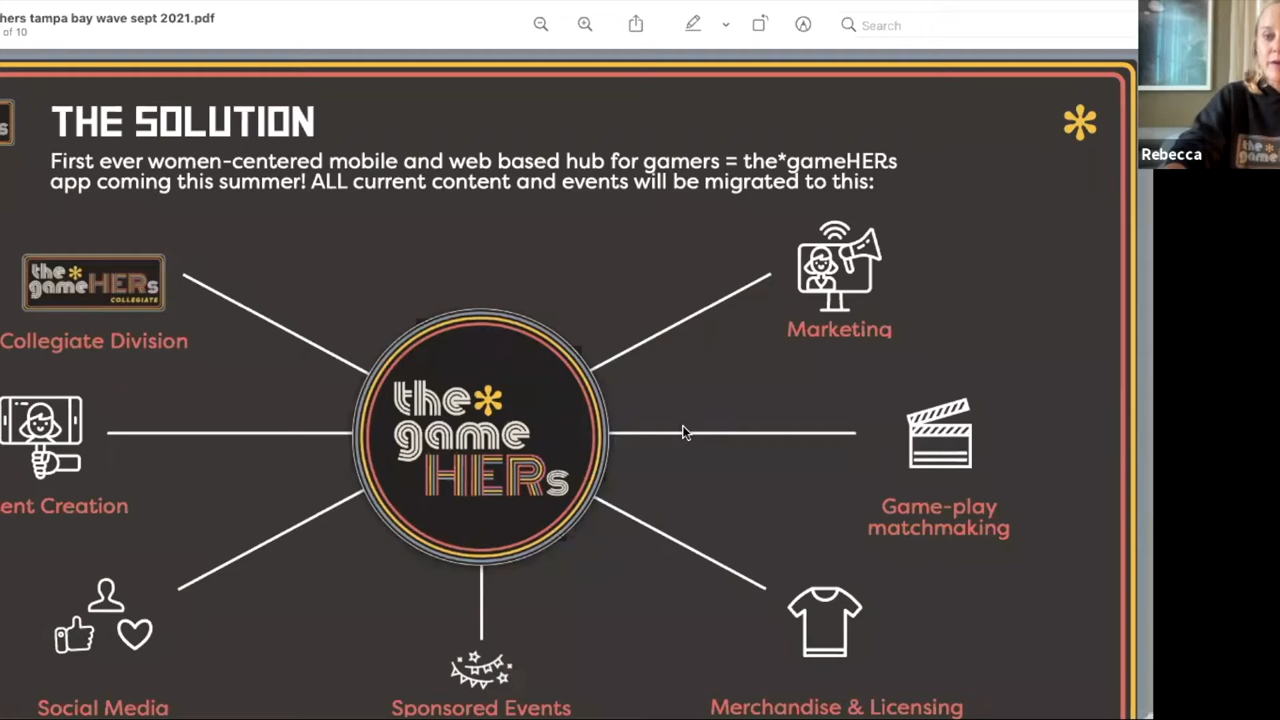 hers tampa bay wave sept 2021.pdf
of 10
Search
Rebecca
THE SOLUTION
First ever women-centered mobile and web based hub for gamers = the*gameHERs
app coming this summer! ALL current content and events will be migrated to this:
the*
gameHERs
COLLEGIATE
Collegiate Division
Marketing
the*
game
HERs
ent Creation
Game-play
matchmaking
Social Media
Sponsored Events
Merchandise & Licensing